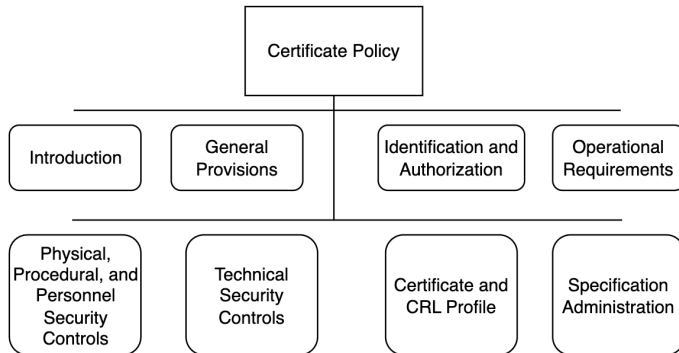 Certificate Policy
Introduction
General
Provisions
Identification and
Authorization
Operational
Requirements
Physical,
Procedural, and
Personnel
Security
Controls
Technical
Security
Controls
Certificate and
CRL Profile
Specification
Administration